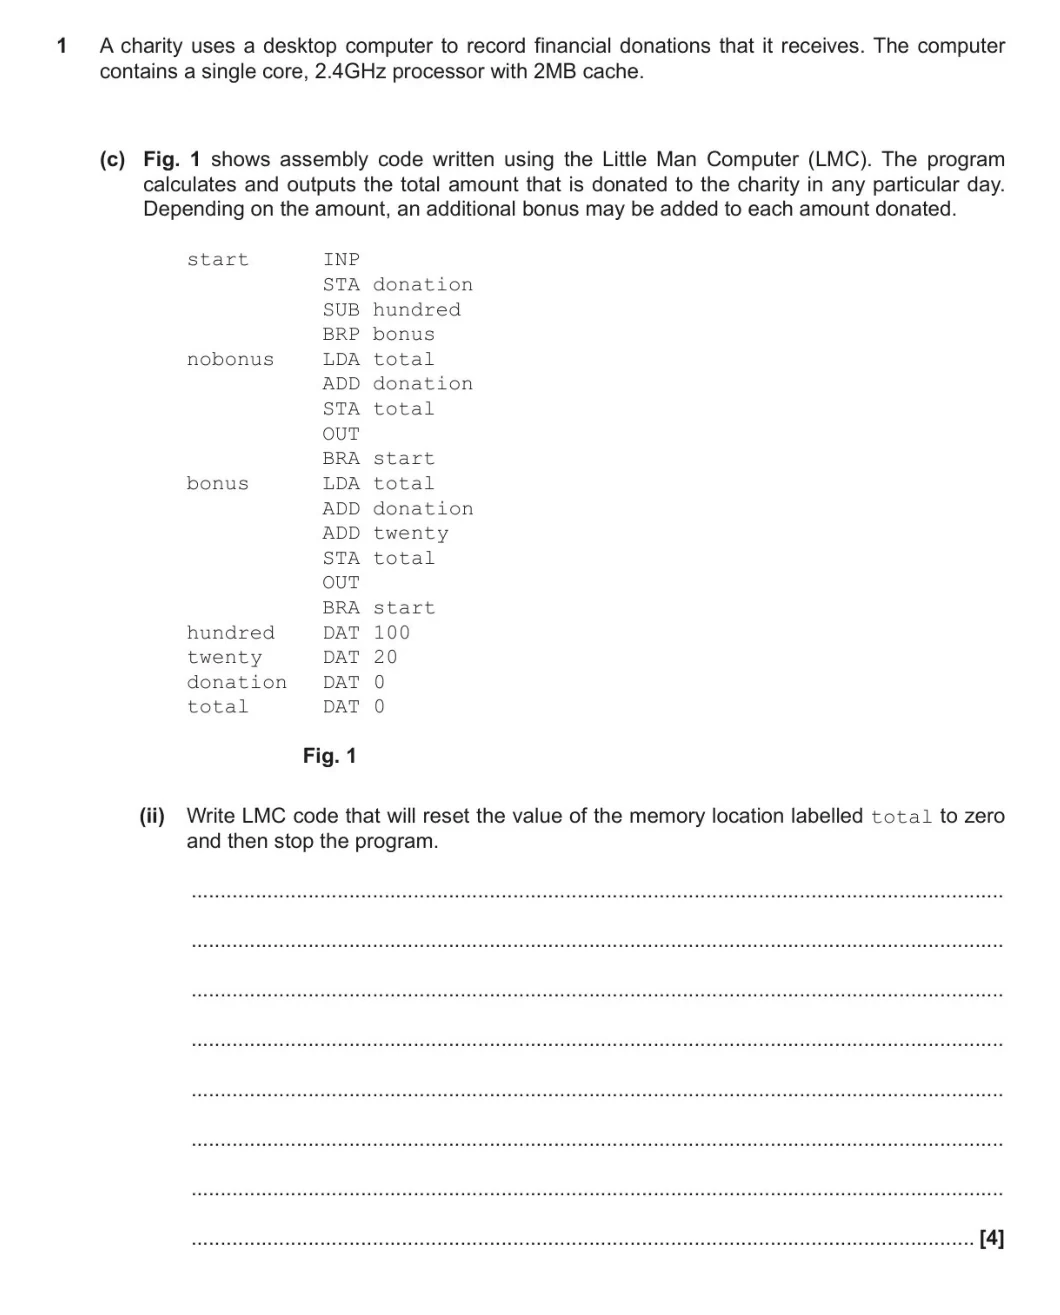 1 A charity uses a desktop computer to record financial donations that it receives. The computer
contains a single core, 2.4GHz processor with 2MB cache.
(c) Fig. 1 shows assembly code written using the Little Man Computer (LMC). The program
calculates and outputs the total amount that is donated to the charity in any particular day.
Depending on the amount, an additional bonus may be added to each amount donated.
start INP
STA donation
SUB hundred
BRP bonus
nobonus LDA total
ADD donation
STA total
OUT
BRA start
bonus LDA total
ADD donation
ADD twenty
STA total
OUT
BRA start
hundred DAT 100
twenty DAT 20
donation DAT 0
total DAT 0
Fig. 1
(ii) Write LMC code that will reset the value of the memory location labelled total to zero
and then stop the program.
[4]